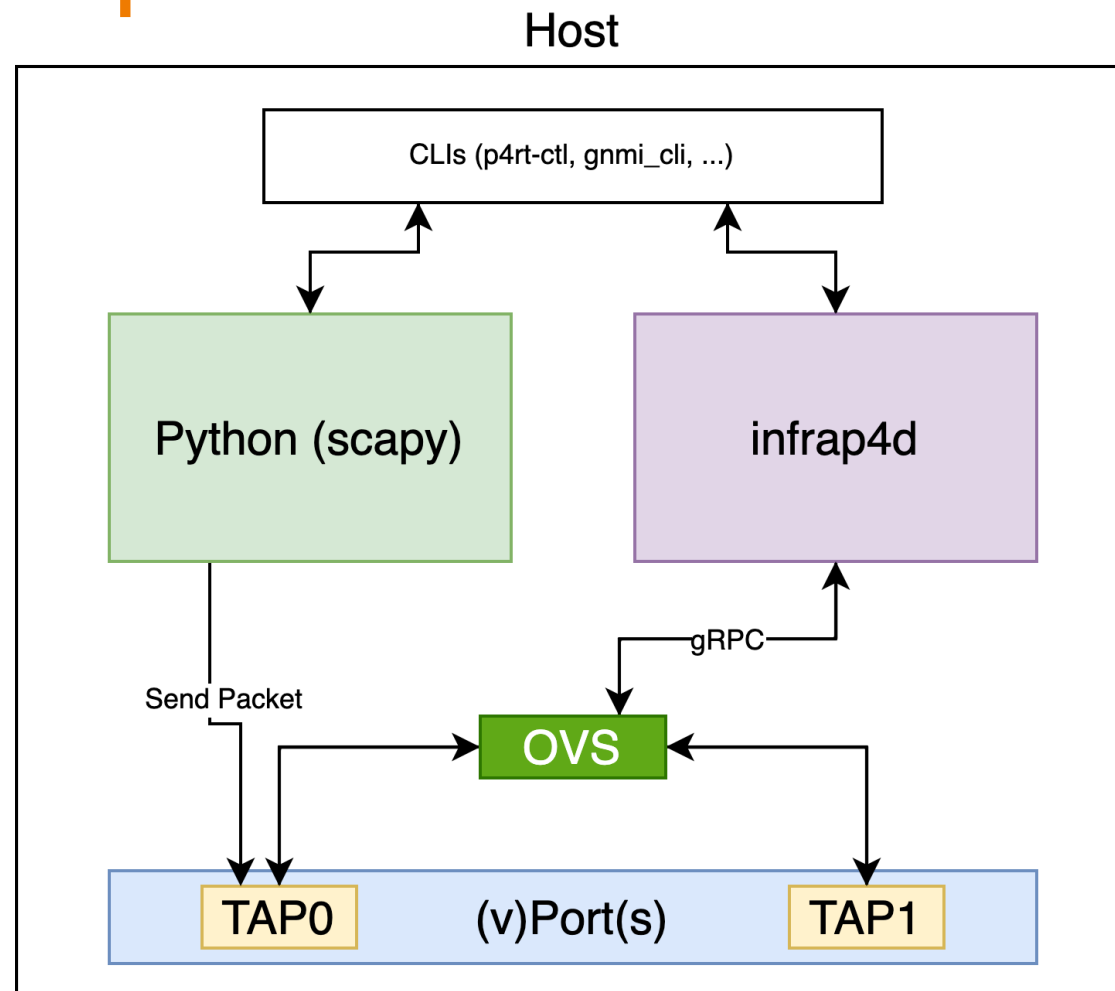 Host
CLIs (p4rt-ctl, gnmi_cli, ...)
Python (scapy)
infrap4d
gRPC
Send Packet
OVS
TAP0
(v)Port(s)
TAP1